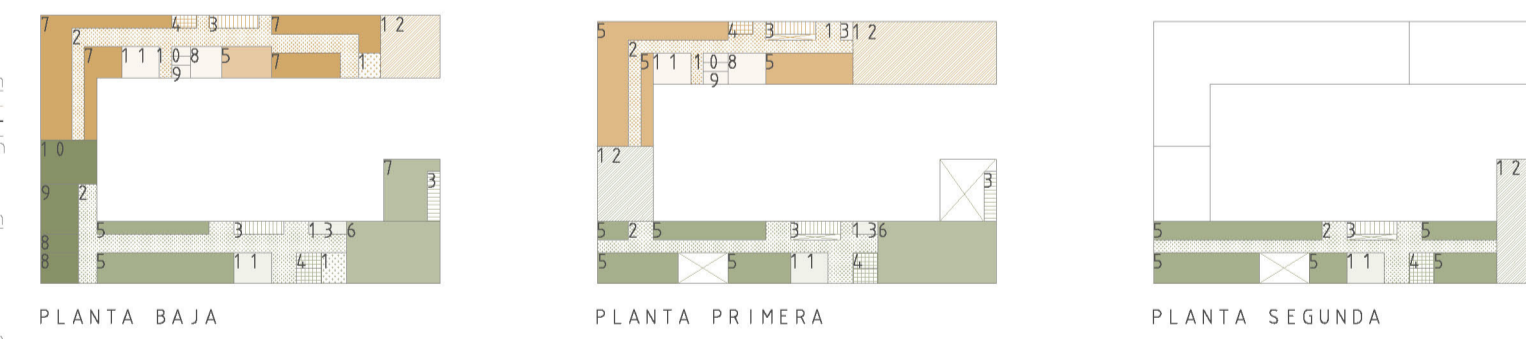 7 4 3 7 1 2
2
7 1 1 1 0 8 5 7 1
9
1 0
7
9 2 3
5 3 1 3 6
8
8 5 1 1 4 1
PLANTA BAJA
5 4 3 1 3 1 2
2
5 1 1 1 0 8 5
9
1 2
3
5 2 5 3 1 3 6
5 5 1 1 4
PLANTA PRIMERA
1 2
5 2 3 5
5 5 1 1 4 5
PLANTA SEGUNDA